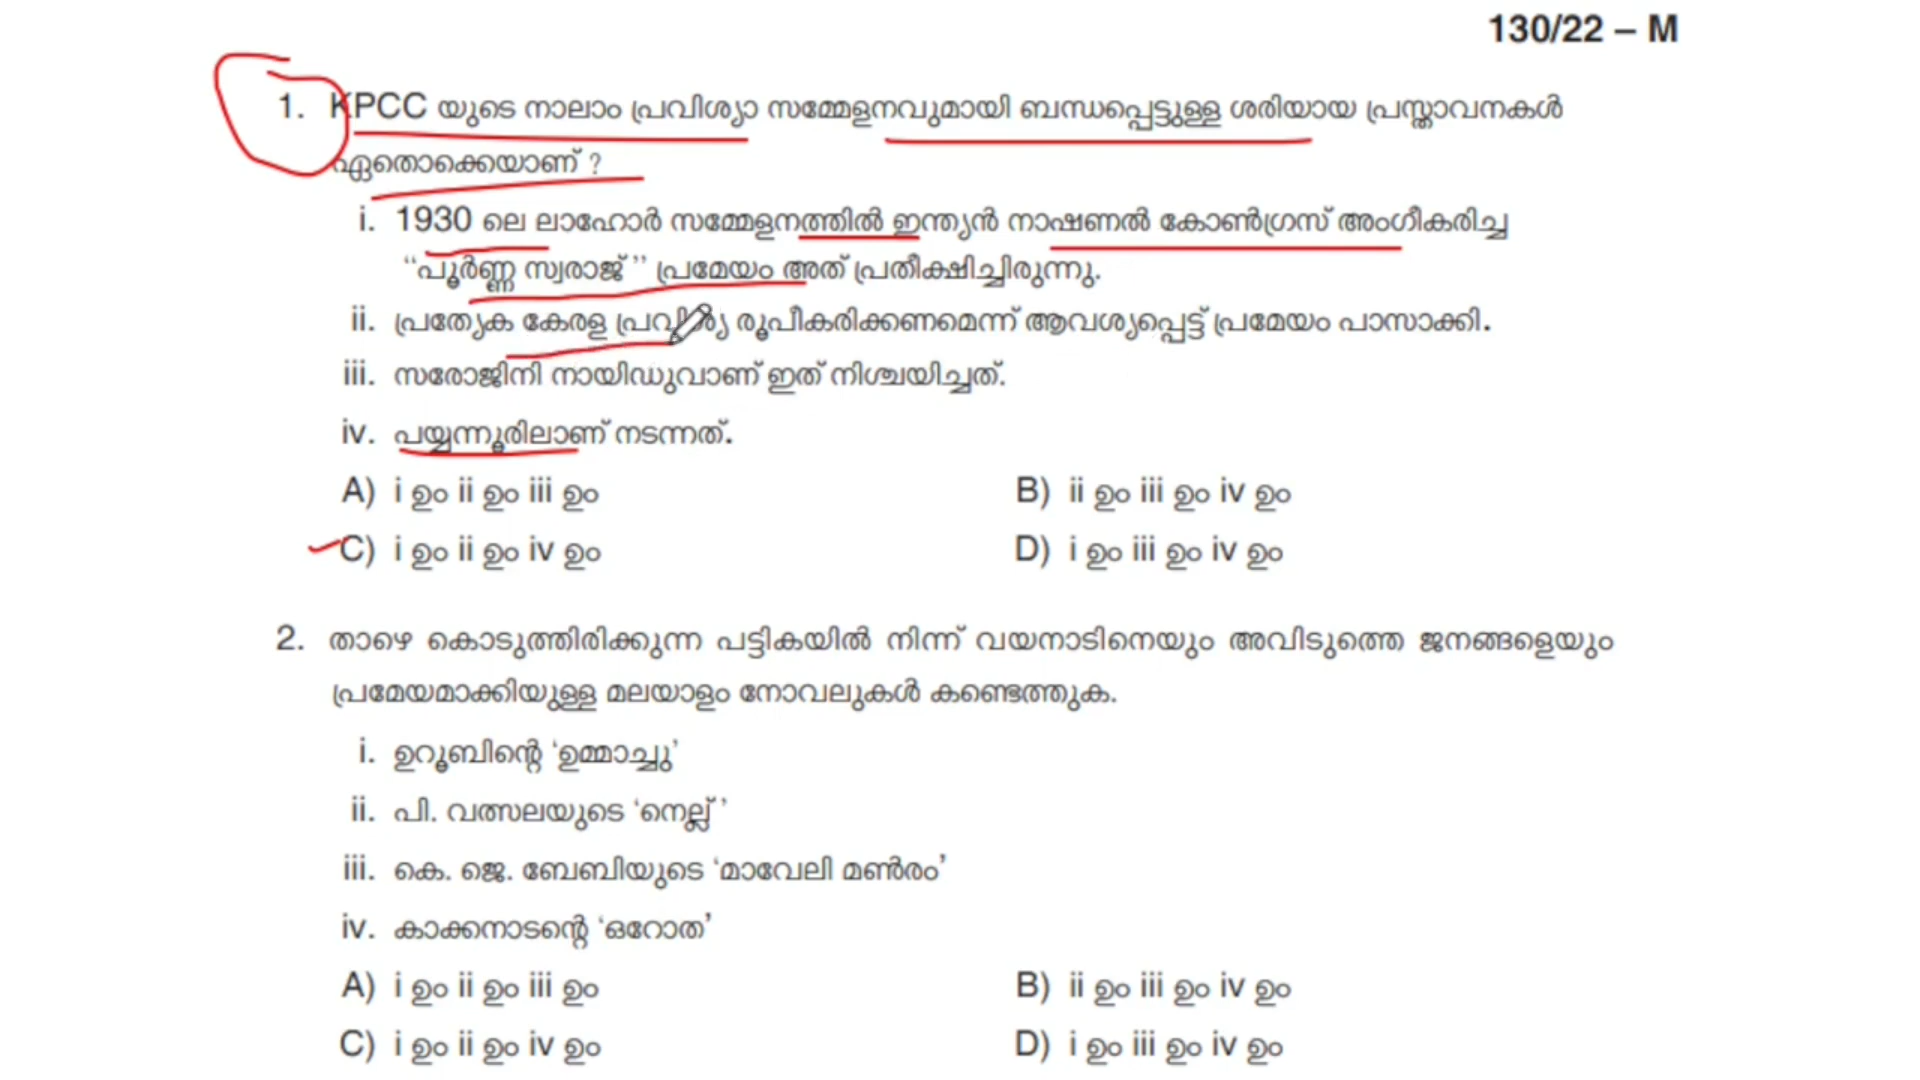 130/22 – M
1. KPCC യുടെ നാലാം പ്രവിശ്യാ സമ്മേളനവുമായി ബന്ധപ്പെട്ടുള്ള ശരിയായ പ്രസ്താവനകൾ
ഏതൊക്കെയാണ് ?
i. 1930 ലെ ലാഹോർ സമ്മേളനത്തിൽ ഇന്ത്യൻ നാഷണൽ കോൺഗ്രസ് അംഗീകരിച്ച
“പൂർണ്ണ സ്വരാജ് ” പ്രമേയം അത് പ്രതീക്ഷിച്ചിരുന്നു.
ii. പ്രത്യേക കേരള പ്രവിശ്യ രൂപീകരിക്കണമെന്ന് ആവശ്യപ്പെട്ട് പ്രമേയം പാസാക്കി.
iii. സരോജിനി നായിഡുവാണ് ഇത് നിശ്ചയിച്ചത്.
iv. പയ്യന്നൂരിലാണ് നടന്നത്.
A) i ഉം ii ഉം iii ഉം
B) ii ഉം iii ഉം iv ഉം
C) i ഉം ii ഉം iv ഉം
D) i ഉം iii ഉം iv ഉം
2. താഴെ കൊടുത്തിരിക്കുന്ന പട്ടികയിൽ നിന്ന് വയനാടിനെയും അവിടുത്തെ ജനങ്ങളെയും
പ്രമേയമാക്കിയുള്ള മലയാളം നോവലുകൾ കണ്ടെത്തുക.
i. ഉറൂബിന്റെ ‘ഉമ്മാച്ചു’
ii. പി. വത്സലയുടെ ‘നെല്ല് ’
iii. കെ. ജെ. ബേബിയുടെ ‘മാവേലി മൺരം’
iv. കാക്കനാടന്റെ ‘ഒറോത’
A) i ഉം ii ഉം iii ഉം
B) ii ഉം iii ഉം iv ഉം
C) i ഉം ii ഉം iv ഉം
D) i ഉം iii ഉം iv ഉം